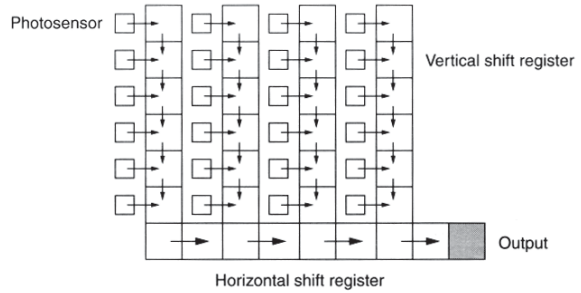 Photosensor
Vertical shift register
Output
Horizontal shift register